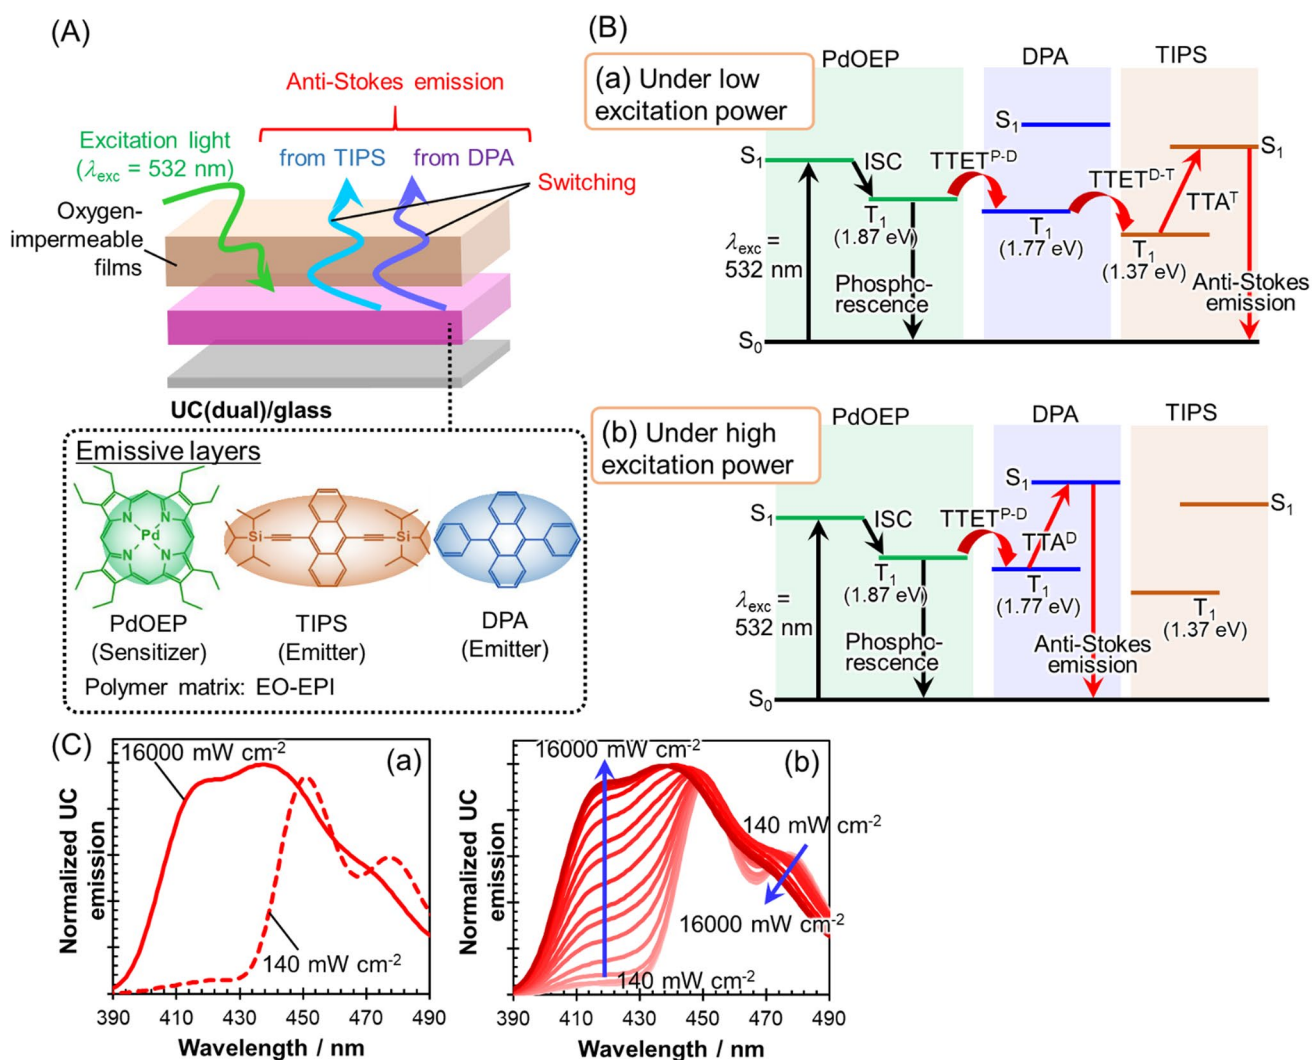 (A)
Anti-Stokes emission
Excitation light
(λexc = 532 nm)
from TIPS
from DPA
Switching
Oxygen-
impermeable
films
UC(dual)/glass
Emissive layers
N
N
N
N
Pd
Si
Si
PdOEP
(Sensitizer)
TIPS
(Emitter)
DPA
(Emitter)
Polymer matrix: EO-EPI
(B)
(a) Under low
excitation power
PdOEP
DPA
TIPS
S1
S1
S1
ISC
TTETP-D
TTETD-T
TTAT
T1
(1.87 eV)
T1
(1.77 eV)
T1
(1.37 eV)
λexc =
532 nm
Phospho-
rescence
Anti-Stokes
emission
S0
(b) Under high
excitation power
PdOEP
DPA
TIPS
S1
S1
S1
ISC
TTETP-D
TTAD
T1
(1.87 eV)
T1
(1.77 eV)
T1
(1.37 eV)
λexc =
532 nm
Phospho-
rescence
Anti-Stokes
emission
S0
(C)
(a)
16000 mW cm-2
140 mW cm-2
Normalized UC
emission
390 410 430 450 470 490
Wavelength / nm
(b)
16000 mW cm-2
140 mW cm-2
16000 mW cm-2
140 mW cm-2
Normalized UC
emission
390 410 430 450 470 490
Wavelength / nm